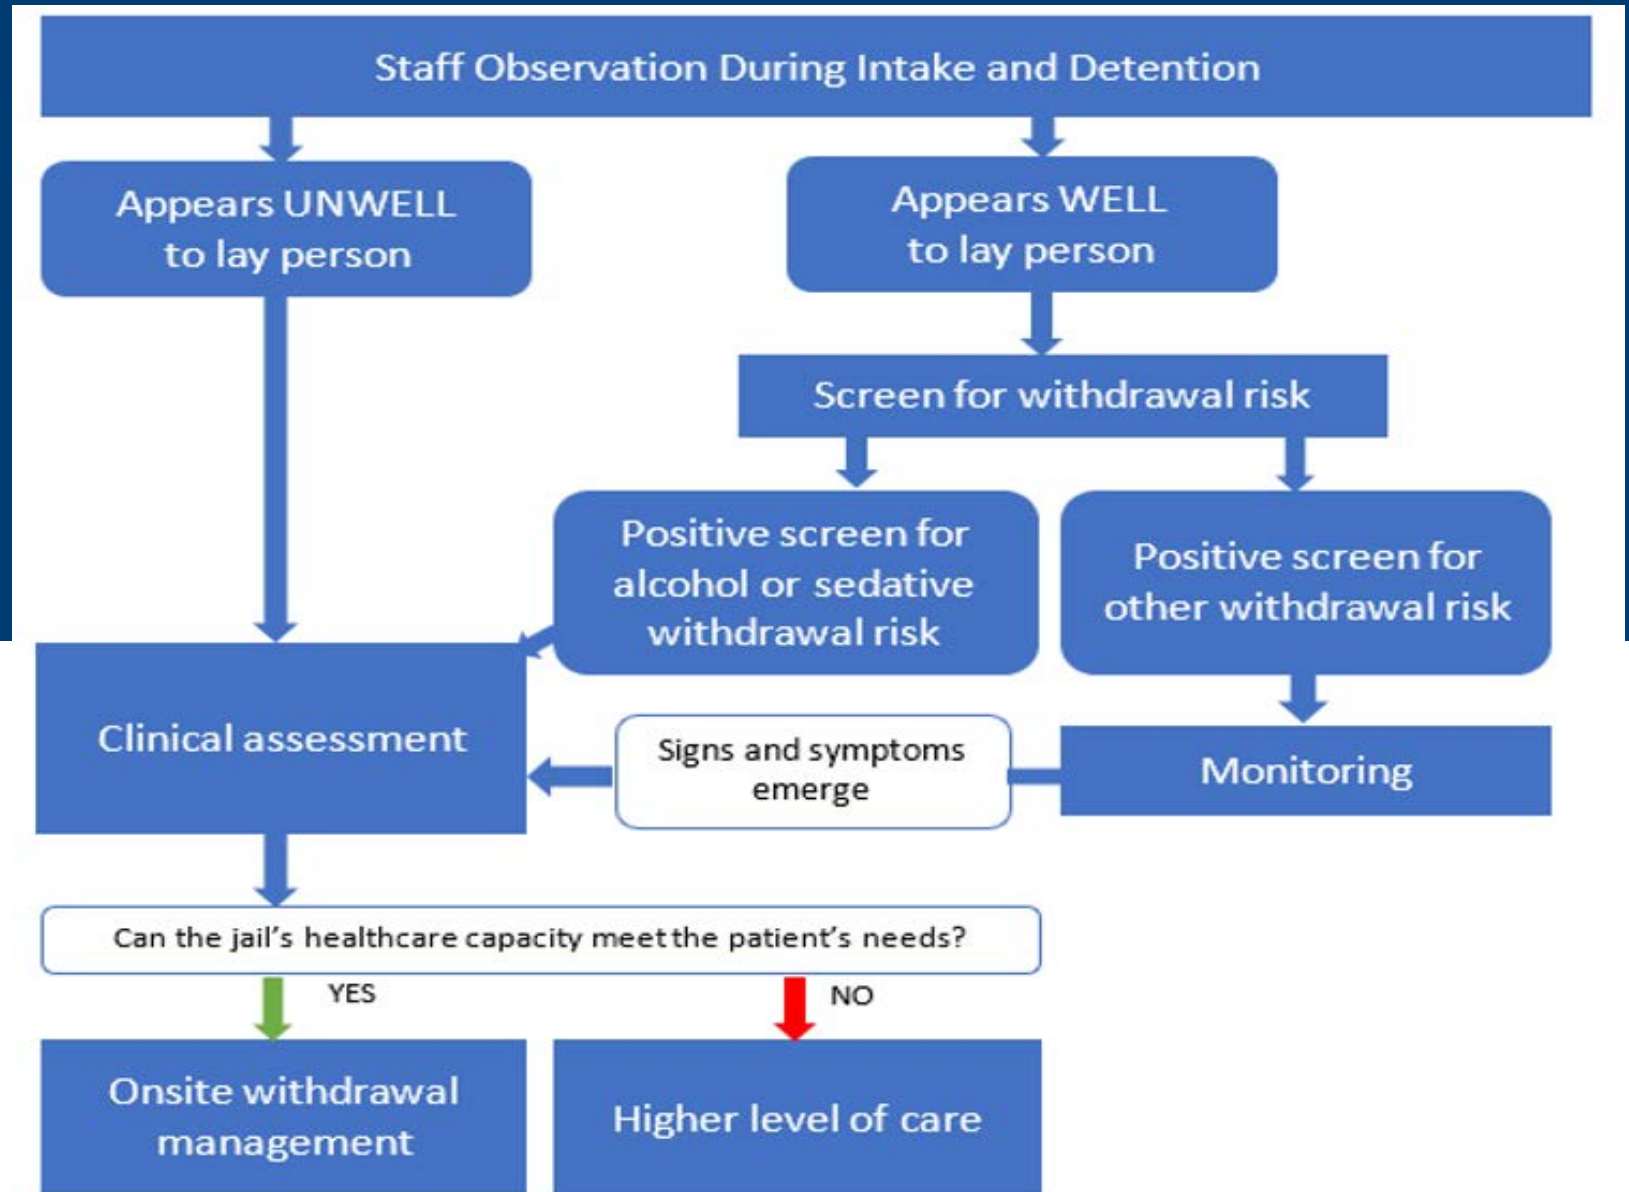 Staff Observation During Intake and Detention
Appears UNWELL
to lay person
Appears WELL
to lay person
Screen for withdrawal risk
Positive screen for
alcohol or sedative
withdrawal risk
Positive screen for
other withdrawal risk
Clinical assessment
Signs and symptoms
emerge
Monitoring
Can the jail's healthcare capacity meet the patient's needs?
YES
NO
Onsite withdrawal
management
Higher level of care